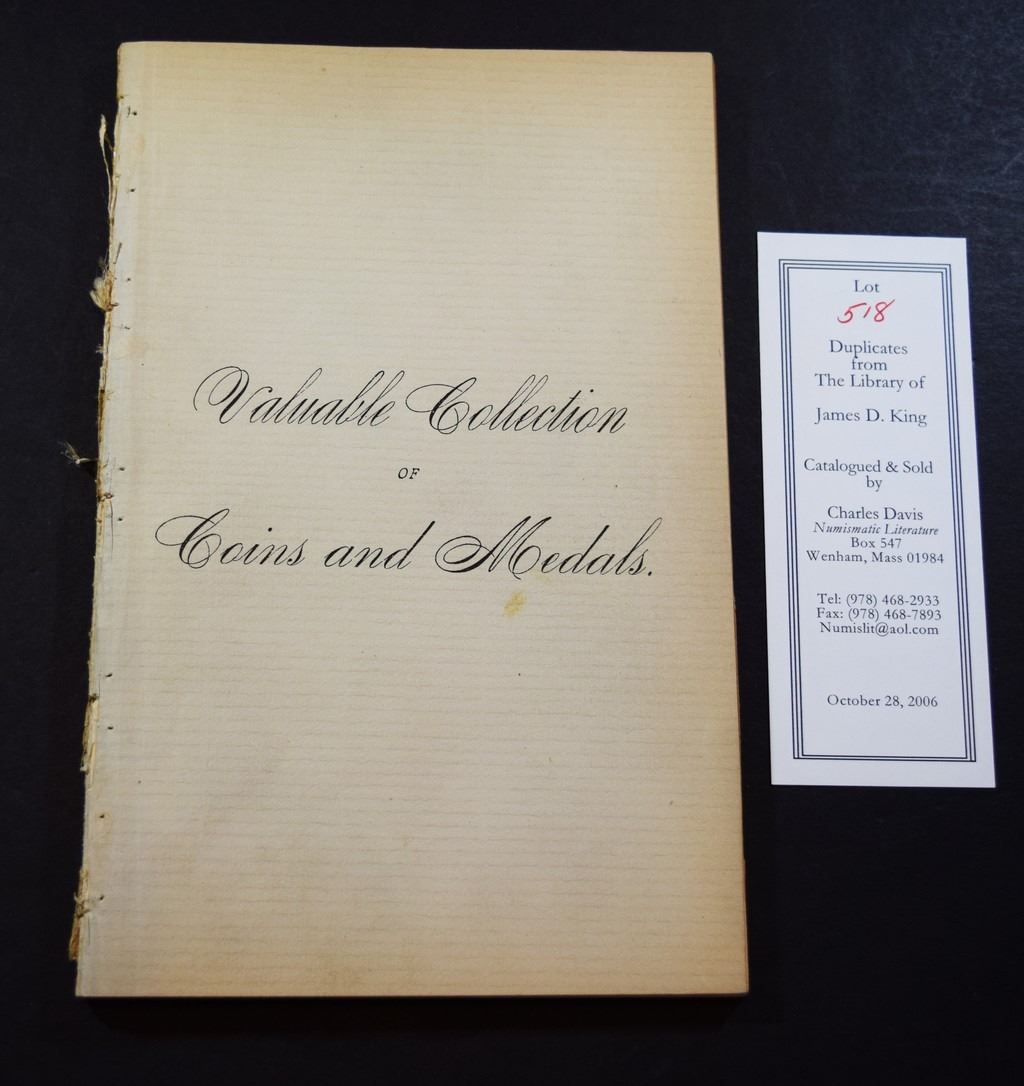 Valuable Collection
OF
Coins and Medals.
Lot
518
Duplicates
from
The Library of
James D. King
Catalogued & Sold
by
Charles Davis
Numismatic Literature
Box 547
Wenham, Mass 01984
Tel: (978) 468-2933
Fax: (978) 468-7893
Numislit@aol.com
October 28, 2006